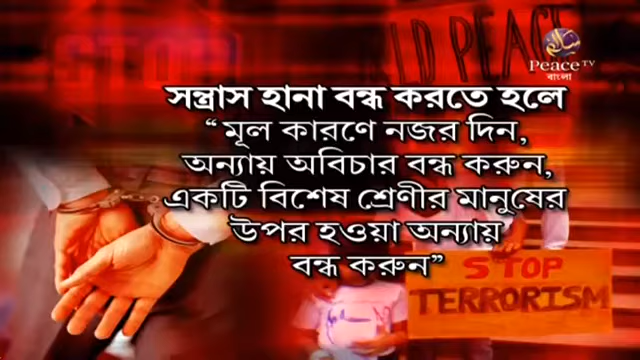 STOP
LD PEACE
Peace TV
বাংলা
সন্ত্রাস হানা বন্ধ করতে হলে
“মূল কারণে নজর দিন,
অন্যায় অবিচার বন্ধ করুন,
একটি বিশেষ শ্রেণীর মানুষের
উপর হওয়া অন্যায়
বন্ধ করুন”
STOP
TERRORISM